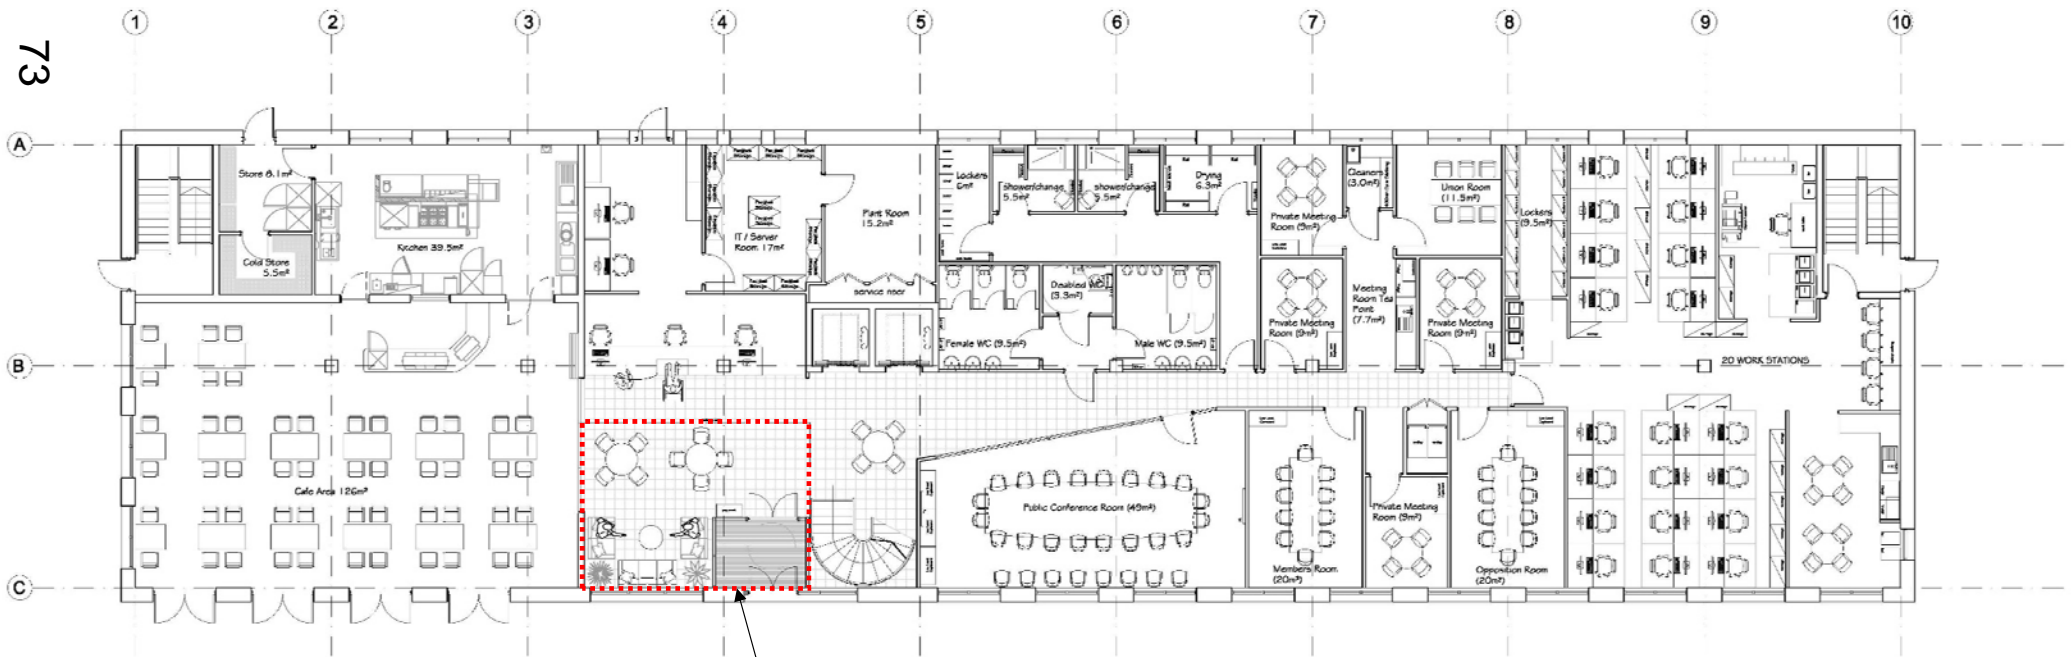 1 2 3 4 5 6 7 8 9 10
73
A
Store 8.1m²
Kitchen 39.5m²
Cold Store
5.5m²
IT / Server
Room 17m²
Plant Room
15.2m²
service riser
Lockers
6m²
shower/change
5.5m²
shower/change
5.5m²
Drying
6.3m²
Private Meeting
Room (9m²)
Cleaners
(3.0m²)
Union Room
(11.5m²)
Lockers
(9.5m²)
Disabled WC
(3.3m²)
Female WC (9.5m²)
Male WC (9.5m²)
Private Meeting
Room (9m²)
Meeting
Room Tea
Point
(7.7m²)
Private Meeting
Room (9m²)
B
20 WORK STATIONS
Cafe Area 126m²
Public Conference Room (49m²)
Members Room
(20m²)
Private Meeting
Room (9m²)
Opposition Room
(20m²)
C